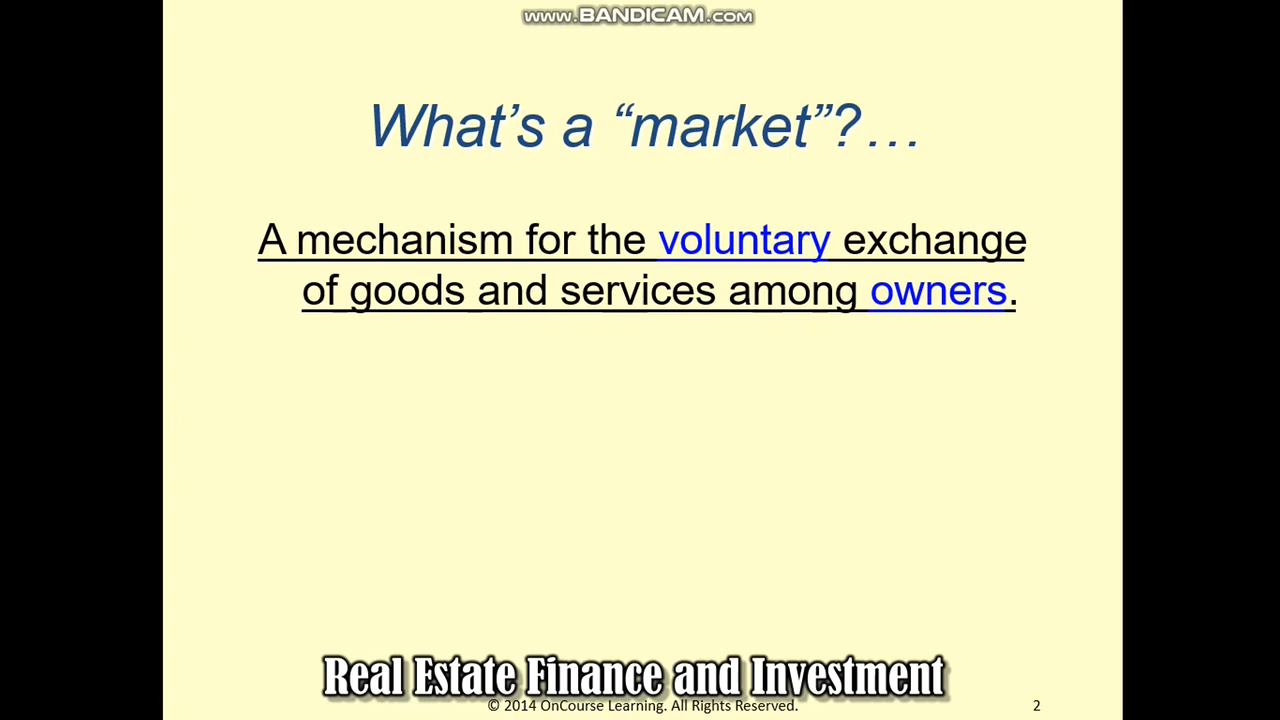 www.BANDICAM.com
What’s a “market”?…
A mechanism for the voluntary exchange
of goods and services among owners.
Real Estate Finance and Investment
© 2014 OnCourse Learning. All Rights Reserved.
2